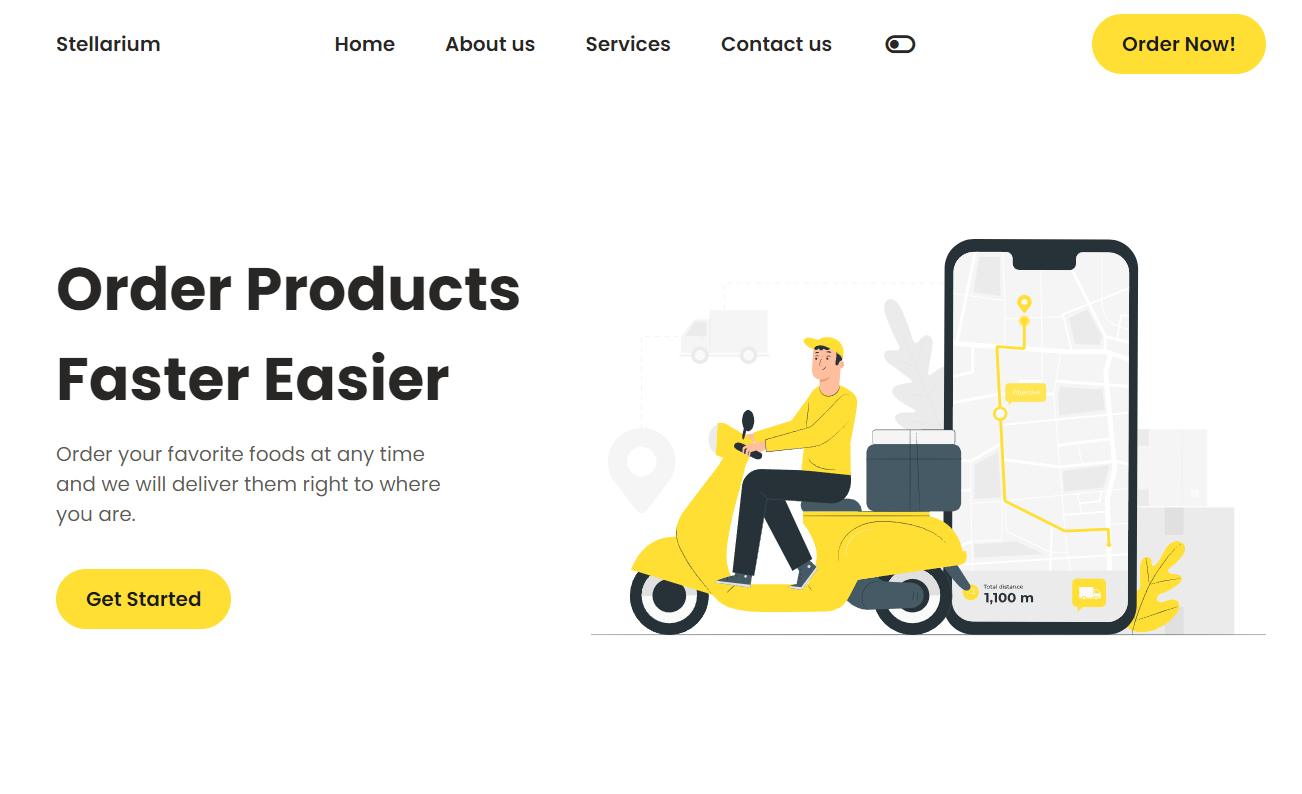 Stellarium Home About us Services Contact us Order Now!
Order Products
Faster Easier
Order your favorite foods at any time
and we will deliver them right to where
you are.
Get Started
Total distance
1,100 m